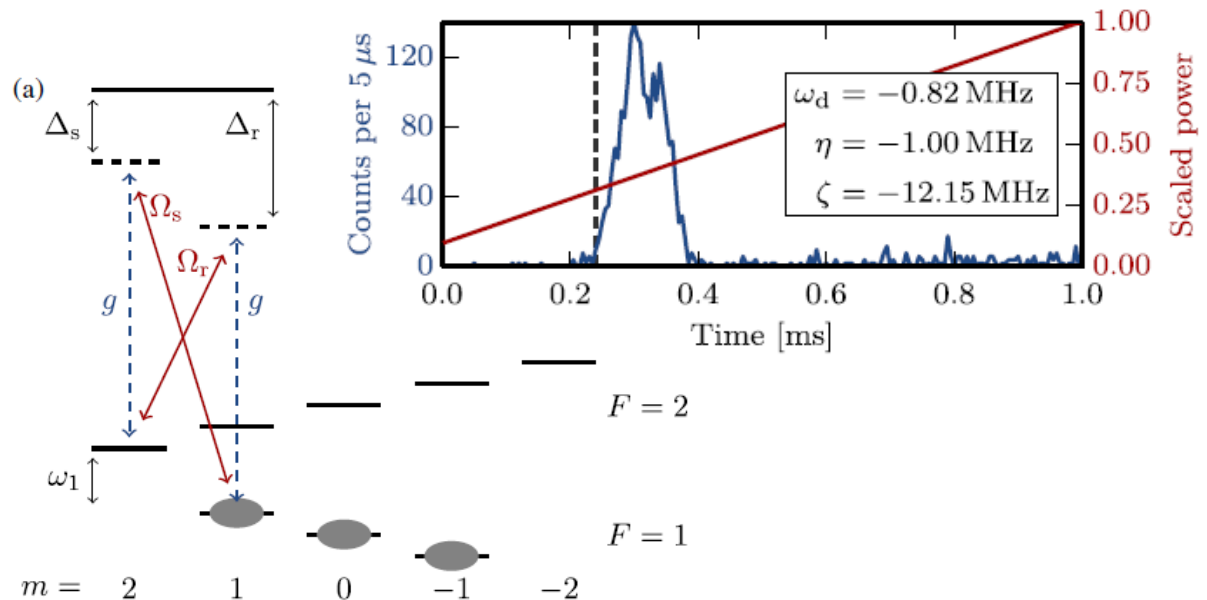 (a)
Δs
Δr
Ωs
Ωr
g
g
ω1
F = 2
F = 1
m =
2
1
0
−1
−2
Counts per 5 μs
120
80
40
0
1.00
0.75
0.50
0.25
0.00
Scaled power
ωd = −0.82 MHz
η = −1.00 MHz
ζ = −12.15 MHz
0.0
0.2
0.4
0.6
0.8
1.0
Time [ms]